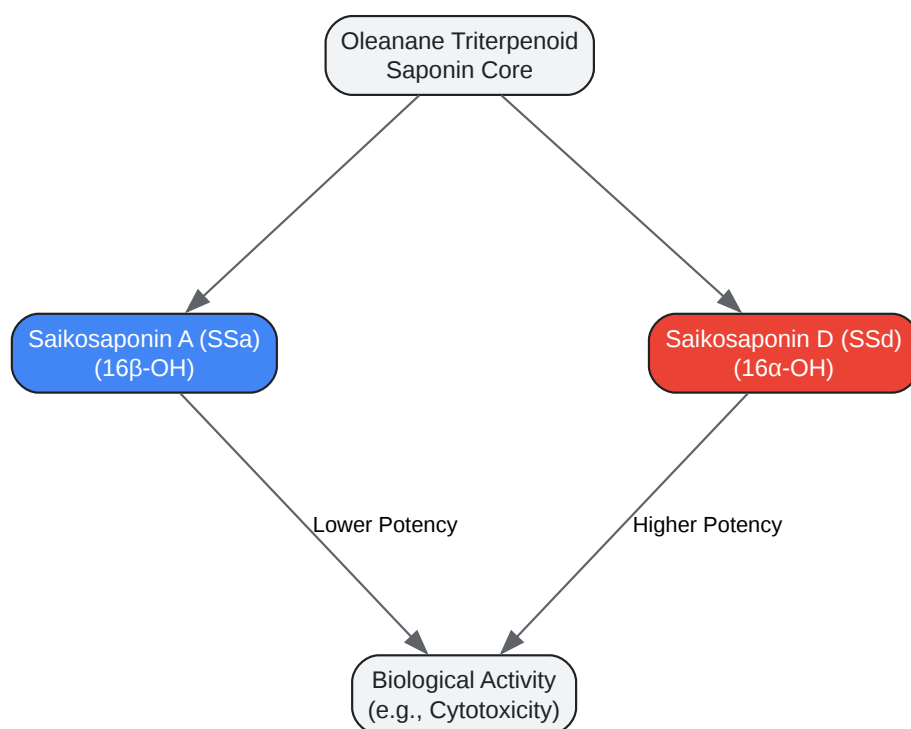 Oleanane Triterpenoid
Saponin Core
Saikosaponin A (SSa)
(16β-OH)
Saikosaponin D (SSd)
(16α-OH)
Lower Potency
Higher Potency
Biological Activity
(e.g., Cytotoxicity)